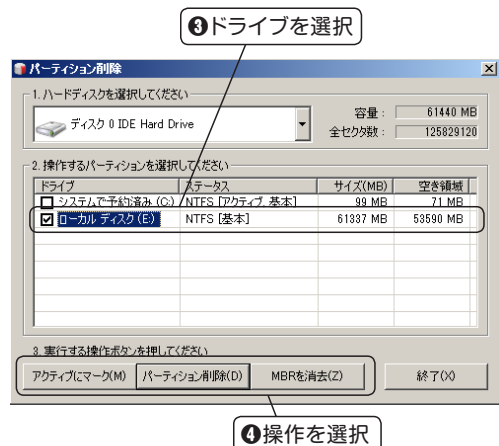 ❸ドライブを選択
パーティション削除
1. ハードディスクを選択してください
ディスク 0 IDE Hard Drive
容量： 61440 MB
全セクタ数： 125829120
2. 操作するパーティションを選択してください
ドライブ ステータス サイズ(MB) 空き領域
システムで予約済み (C:) NTFS [アクティブ, 基本] 99 MB 71 MB
ローカル ディスク (E:) NTFS [基本] 61337 MB 53590 MB
3. 実行する操作ボタンを押してください
アクティブにマーク(M) パーティション削除(D) MBRを消去(Z) 終了(X)
❹操作を選択